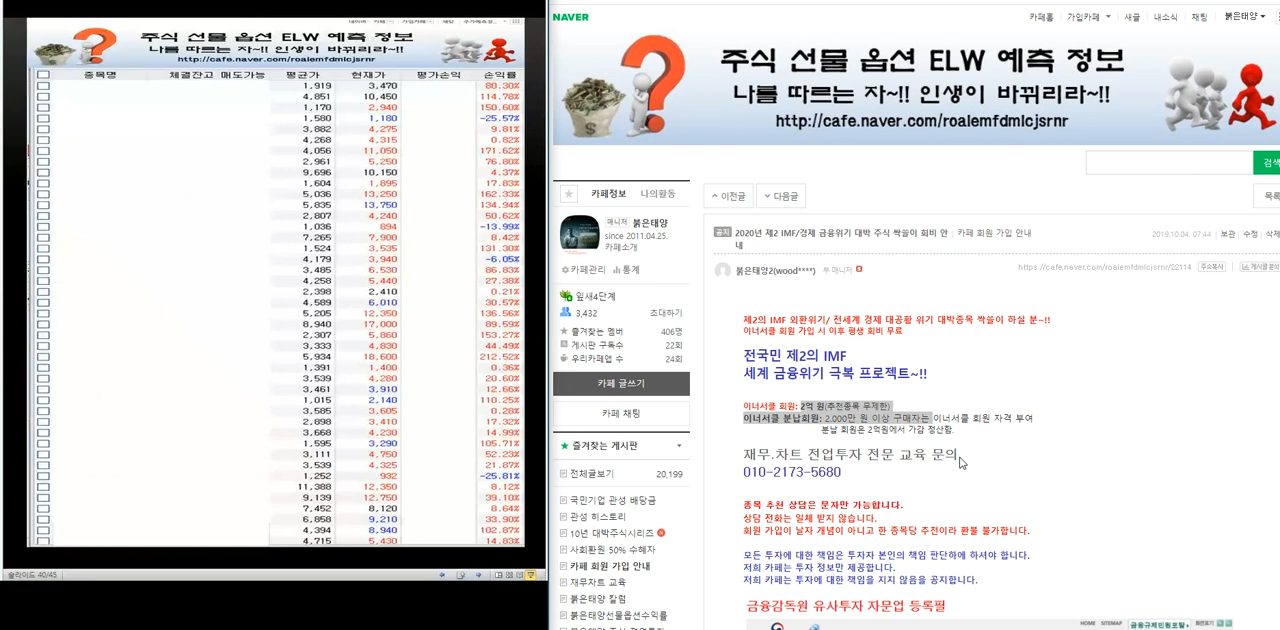 주식 선물 옵션 ELW 예측 정보
나를 따르는 자~!! 인생이 바뀌리라~!!
http://cafe.naver.com/roalemfdmlcjsrnr
종목명 체결잔고 매도가능 평균가 현재가 평가손익 손익률
1,919 3,470 80.30%
4,851 10,450 114.78%
1,170 2,940 150.60%
1,580 1,180 -25.57%
3,882 4,275 9.81%
4,268 4,315 0.82%
4,056 11,050 171.62%
2,961 5,250 76.80%
9,696 10,150 4.37%
1,604 1,895 17.83%
5,036 13,250 162.33%
5,835 13,750 134.94%
2,807 4,240 50.62%
1,036 894 -13.99%
7,265 7,900 8.42%
1,524 3,535 131.30%
4,179 3,940 -6.05%
3,485 6,530 86.83%
4,258 5,440 27.38%
2,398 2,410 0.21%
4,589 6,010 30.57%
5,205 12,350 136.56%
8,940 17,000 89.59%
2,307 5,860 153.27%
3,333 4,830 44.49%
5,934 18,600 212.52%
1,391 1,400 0.36%
3,539 4,280 20.60%
3,461 3,910 12.66%
1,015 2,140 110.25%
3,585 3,605 0.28%
2,898 3,410 17.32%
3,668 4,230 14.99%
1,595 3,290 105.71%
3,111 4,750 52.23%
3,539 4,325 21.87%
1,252 932 -25.81%
11,388 12,350 8.12%
9,139 12,750 39.10%
7,452 8,120 8.64%
6,858 9,210 33.90%
4,394 8,940 102.87%
4,715 5,430 14.83%
슬라이드 40/45
NAVER
카페홈 가입카페 새글 내소식 채팅 붉은태양
주식 선물 옵션 ELW 예측 정보
나를 따르는 자~!! 인생이 바뀌리라~!!
http://cafe.naver.com/roalemfdmlcjsrnr
검색
카페정보 나의활동
매니저 붉은태양
since 2011.04.25.
카페소개
카페관리 통계
잎새4단계
3,432 초대하기
즐겨찾는 멤버 406명
게시판 구독수 22회
우리카페앱 수 24회
카페 글쓰기
카페 채팅
즐겨찾는 게시판
전체글보기 20,199
국민기업 관성 배당금
관성 히스토리
10년 대박주식시리즈
사회환원 50% 수혜자
카페 회원 가입 안내
재무차트 교육
붉은태양 칼럼
붉은태양선물옵션수익률
이전글 다음글 목록
공지 2020년 제2 IMF/경제 금융위기 대박 주식 싹쓸이 회비 안내 | 카페 회원 가입 안내
2019.10.04. 07:44 보관 수정 삭제
붉은태양2(wood****) 부매니저
https://cafe.naver.com/roalemfdmlcjsrnr/22114 주소복사 게시글분석
제2의 IMF 외환위기/ 전세계 경제 대공황 위기 대박종목 싹쓸이 하실 분~!!
이너서클 회원 가입 시 이후 평생 회비 무료
전국민 제2의 IMF
세계 금융위기 극복 프로젝트~!!
이너서클 회원: 2억 원(추천종목 무제한)
이너서클 분납회원: 2,000만 원 이상 구매자는 이너서클 회원 자격 부여
분납 회원은 2억원에서 가감 정산함.
재무.차트 전업투자 전문 교육 문의
010-2173-5680
종목 추천 상담은 문자만 가능합니다.
상담 전화는 일체 받지 않습니다.
회원 가입이 날자 개념이 아니고 한 종목당 추천이라 환불 불가합니다.
모든 투자에 대한 책임은 투자자 본인의 책임 판단하에 하셔야 합니다.
저희 카페는 투자 정보만 제공합니다.
저희 카페는 투자에 대한 책임을 지지 않음을 공지합니다.
금융감독원 유사투자 자문업 등록필
HOME SITEMAP 금융규제민원포탈 화면크기